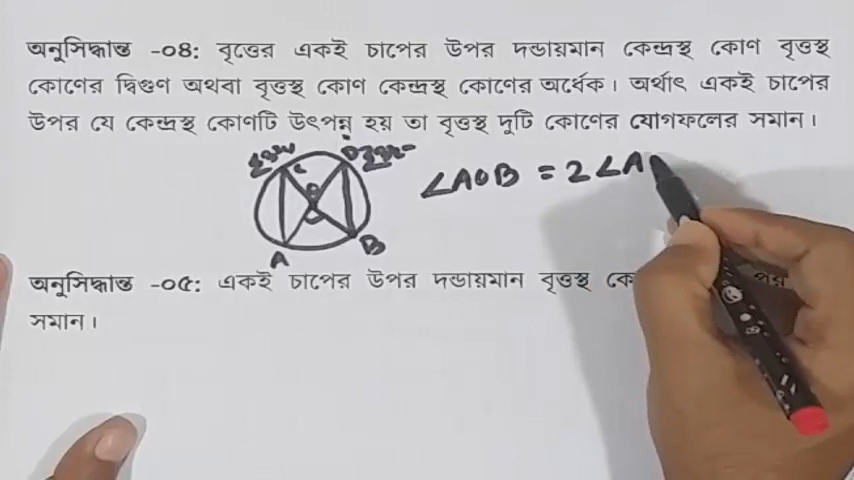 অনুসিদ্ধান্ত -০৪: বৃত্তের একই চাপের উপর দন্ডায়মান কেন্দ্রস্থ কোণ বৃত্তস্থ
কোণের দ্বিগুণ অথবা বৃত্তস্থ কোণ কেন্দ্রস্থ কোণের অর্ধেক। অর্থাৎ একই চাপের
উপর যে কেন্দ্রস্থ কোণটি উৎপন্ন হয় তা বৃত্তস্থ দুটি কোণের যোগফলের সমান।
C D
O
∠AOB = 2∠A
A B
অনুসিদ্ধান্ত -০৫: একই চাপের উপর দন্ডায়মান বৃত্তস্থ
সমান।